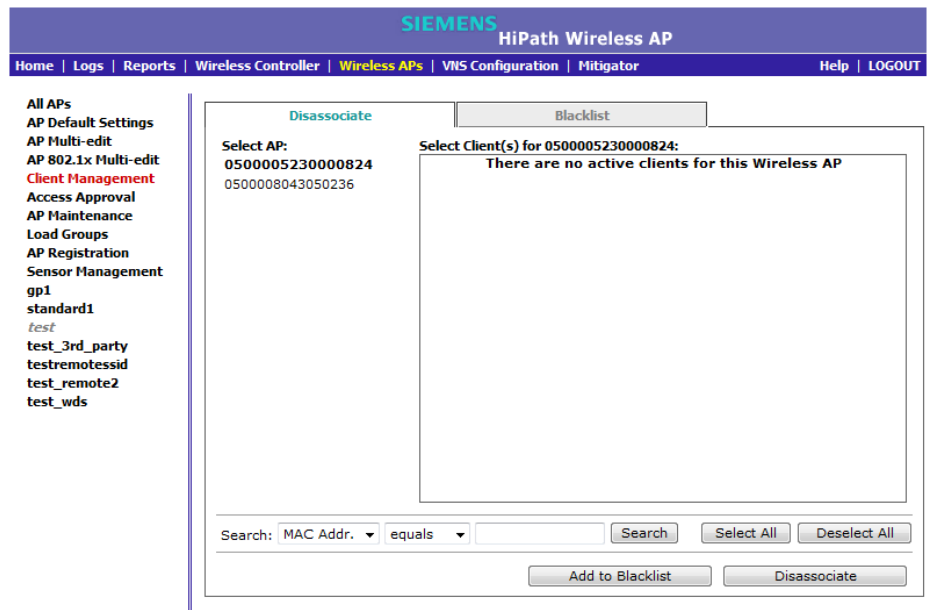 SIEMENS
HiPath Wireless AP
Home | Logs | Reports | Wireless Controller | Wireless APs | VNS Configuration | Mitigator Help | LOGOUT
All APs
AP Default Settings
AP Multi-edit
AP 802.1x Multi-edit
Client Management
Access Approval
AP Maintenance
Load Groups
AP Registration
Sensor Management
gp1
standard1
test
test_3rd_party
testremotessid
test_remote2
test_wds
Disassociate Blacklist
Select AP: Select Client(s) for 0500005230000824:
0500005230000824 There are no active clients for this Wireless AP
0500008043050236
Search: MAC Addr. equals Search Select All Deselect All
Add to Blacklist Disassociate